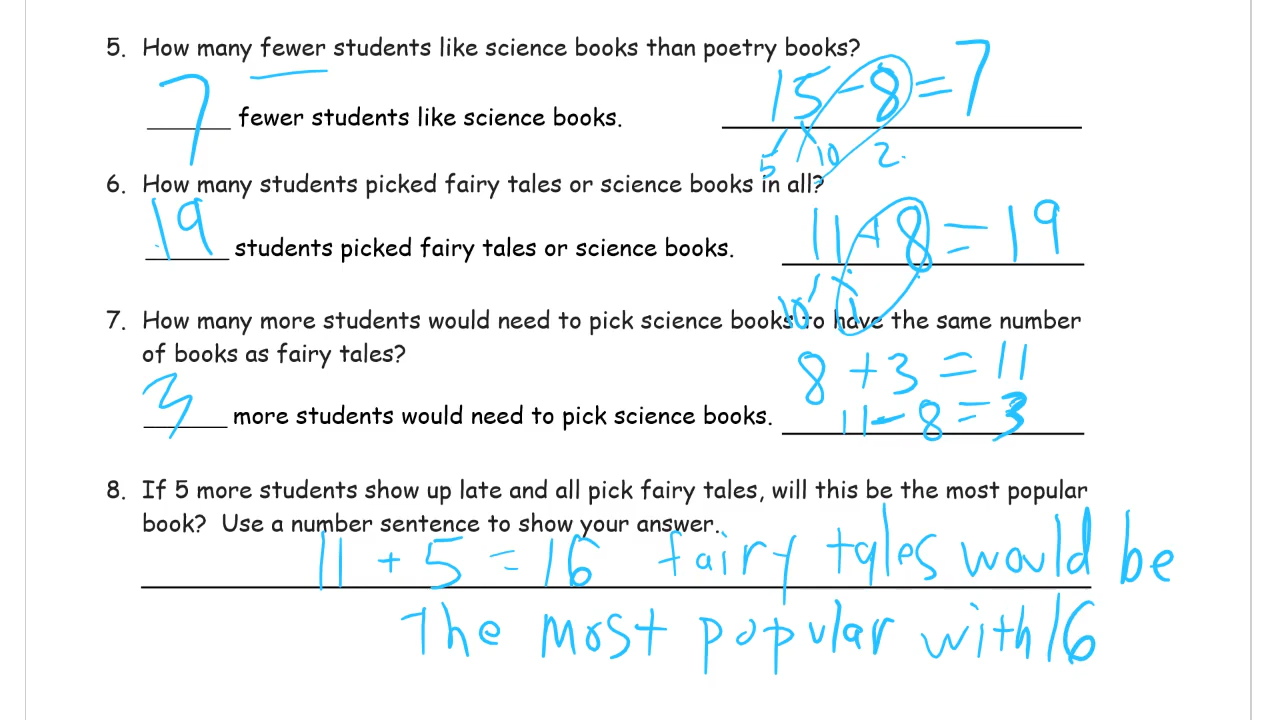 5. How many fewer students like science books than poetry books?
15 - 8 = 7
7 fewer students like science books.
5 10 2
6. How many students picked fairy tales or science books in all?
19 students picked fairy tales or science books.
11 + 8 = 19
10 1
7. How many more students would need to pick science books to have the same number
of books as fairy tales?
8 + 3 = 11
3 more students would need to pick science books.
11 - 8 = 3
8. If 5 more students show up late and all pick fairy tales, will this be the most popular
book? Use a number sentence to show your answer.
11 + 5 = 16 fairy tales would be
The most popular with 16